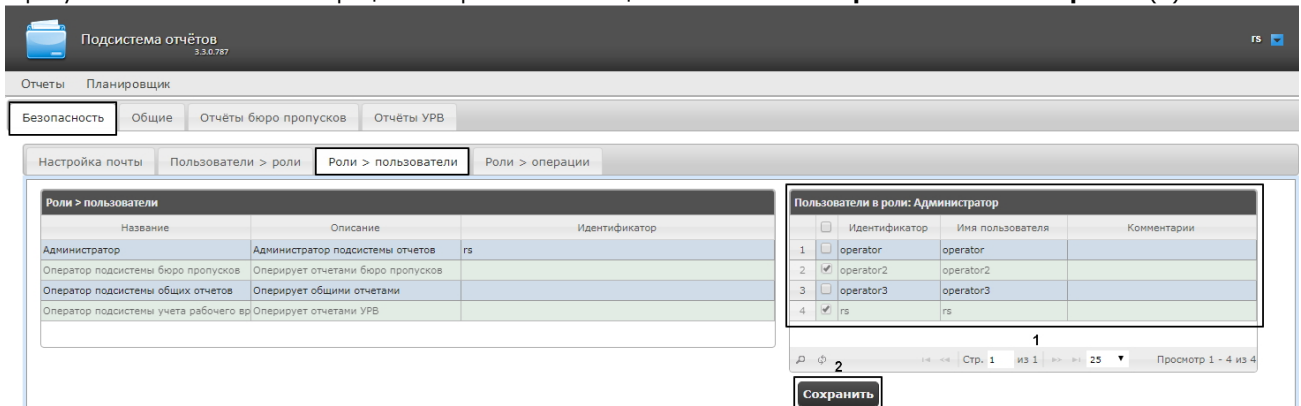 Подсистема отчётов
3.3.0.787
rs
Отчеты Планировщик
Безопасность Общие Отчёты бюро пропусков Отчёты УРВ
Настройка почты Пользователи > роли Роли > пользователи Роли > операции
Роли > пользователи
Название Описание Идентификатор
Администратор Администратор подсистемы отчетов rs
Оператор подсистемы бюро пропусков Оперирует отчетами бюро пропусков
Оператор подсистемы общих отчетов Оперирует общими отчетами
Оператор подсистемы учета рабочего вр Оперирует отчетами УРВ
Пользователи в роли: Администратор
Идентификатор Имя пользователя Комментарии
1 operator operator
2 operator2 operator2
3 operator3 operator3
4 rs rs
1
Стр. 1 из 1 25 Просмотр 1 - 4 из 4
2
Сохранить